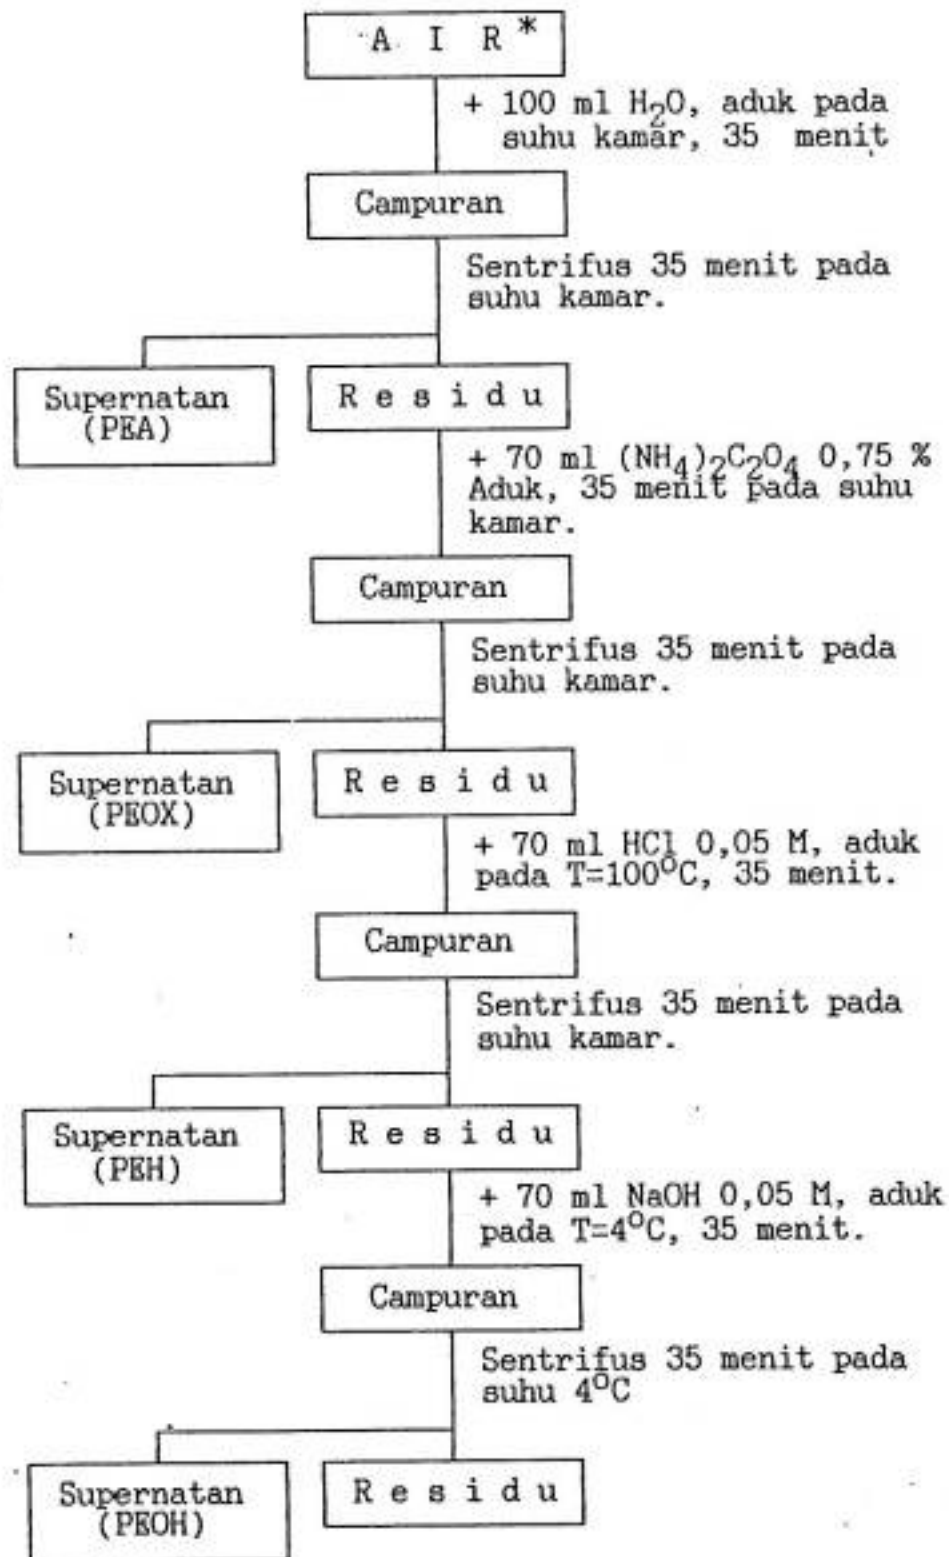 A I R*
+ 100 ml H₂O, aduk pada
suhu kamar, 35 menit
Campuran
Sentrifus 35 menit pada
suhu kamar.
Supernatan
(PEA)
R e s i d u
+ 70 ml (NH₄)₂C₂O₄ 0,75 %
Aduk, 35 menit pada suhu
kamar.
Campuran
Sentrifus 35 menit pada
suhu kamar.
Supernatan
(PEOX)
R e s i d u
+ 70 ml HCl 0,05 M, aduk
pada T=100°C, 35 menit.
Campuran
Sentrifus 35 menit pada
suhu kamar.
Supernatan
(PEH)
R e s i d u
+ 70 ml NaOH 0,05 M, aduk
pada T=4°C, 35 menit.
Campuran
Sentrifus 35 menit pada
suhu 4°C
Supernatan
(PEOH)
R e s i d u